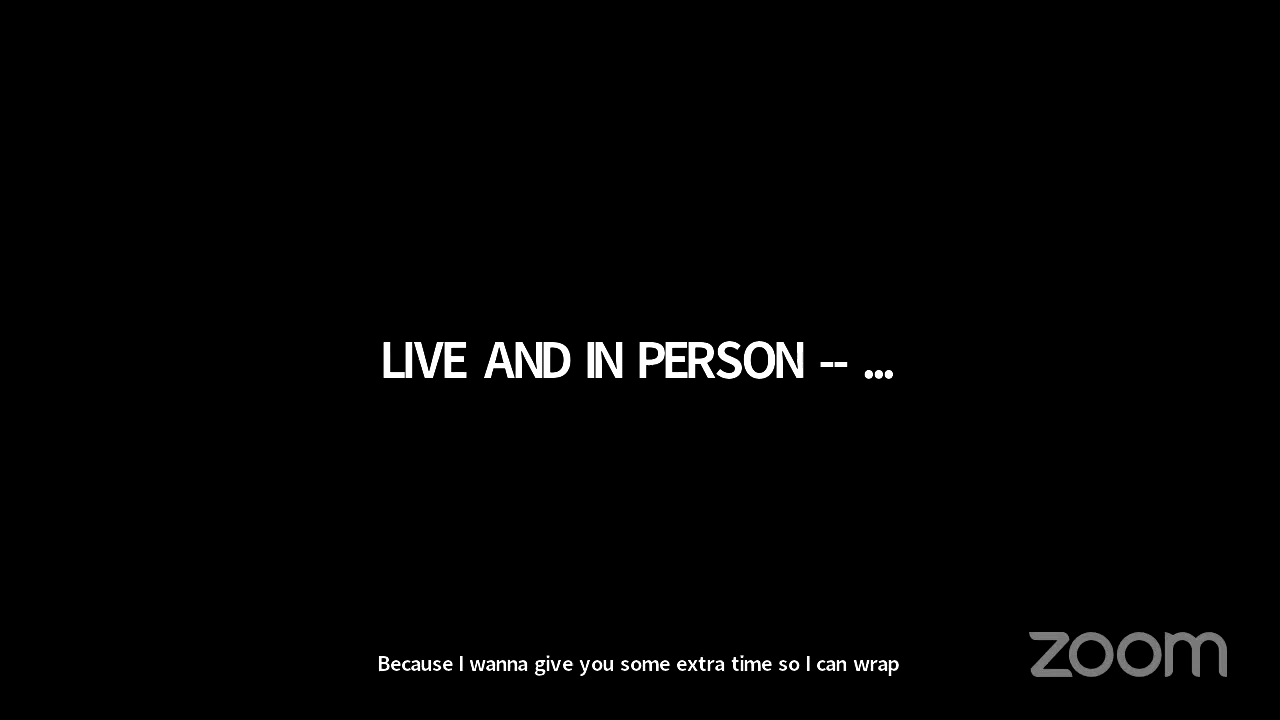 LIVE AND IN PERSON -- ...
Because I wanna give you some extra time so I can wrap
zoom